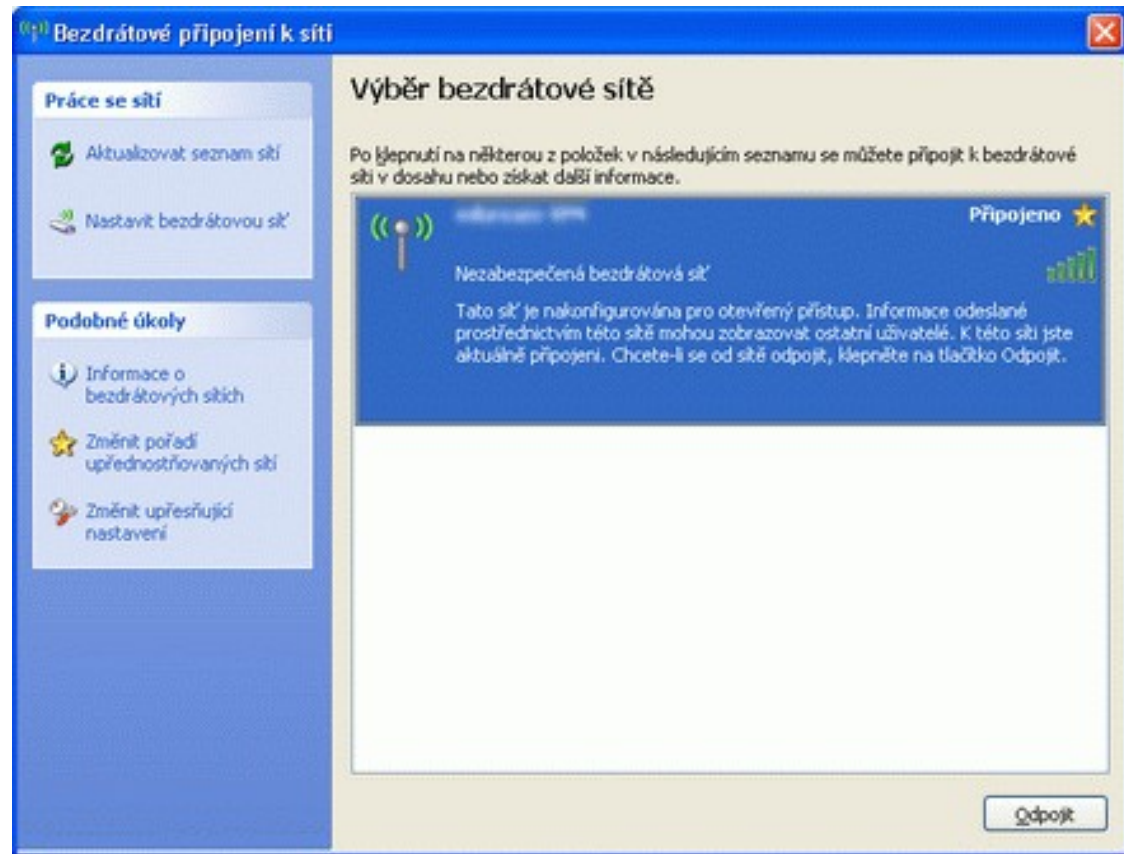 Bezdrátové připojení k síti
Práce se sítí
Aktualizovat seznam sítí
Nastavit bezdrátovou síť
Podobné úkoly
Informace o
bezdrátových sítích
Změnit pořadí
upřednostňovaných sítí
Změnit upřesňující
nastavení
Výběr bezdrátové sítě
Po klepnutí na některou z položek v následujícím seznamu se můžete připojit k bezdrátové
síti v dosahu nebo získat další informace.
Připojeno
Nezabezpečená bezdrátová síť
Tato síť je nakonfigurována pro otevřený přístup. Informace odeslané
prostřednictvím této sítě mohou zobrazovat ostatní uživatelé. K této síti jste
aktuálně připojeni. Chcete-li se od sítě odpojit, klepněte na tlačítko Odpojit.
Odpojit